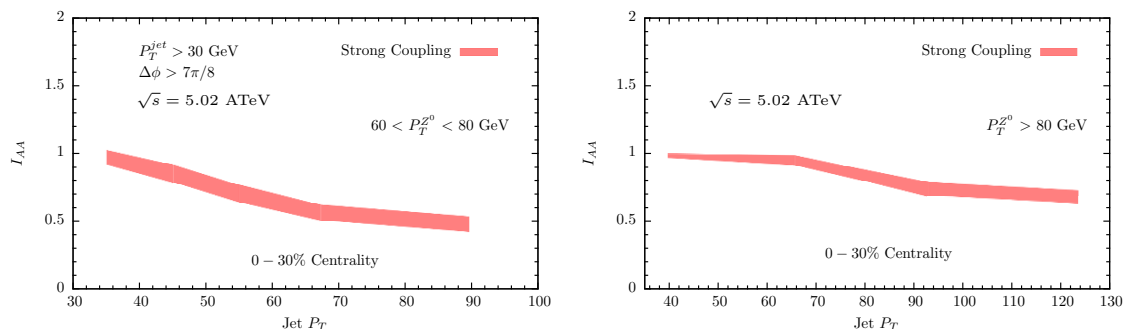 2
1.5
1
0.5
0
30 40 50 60 70 80 90 100
I_{AA}
Jet P_T
P_T^{jet} > 30 GeV
Δϕ > 7π/8
√s = 5.02 ATeV
Strong Coupling
60 < P_T^{Z^0} < 80 GeV
0 − 30% Centrality
2
1.5
1
0.5
0
40 50 60 70 80 90 100 110 120 130
I_{AA}
Jet P_T
Strong Coupling
√s = 5.02 ATeV
P_T^{Z^0} > 80 GeV
0 − 30% Centrality